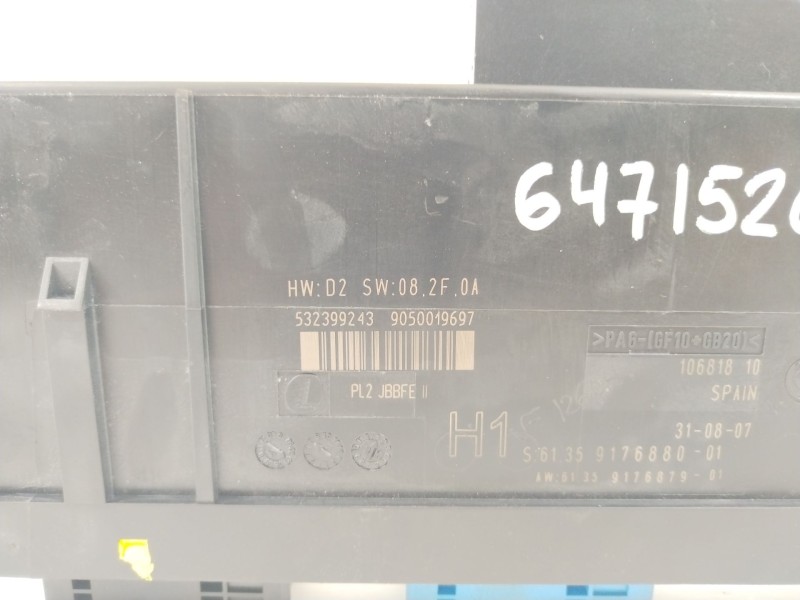 HW:D2 SW:08.2F.0A
532399243 9050019697
PL2 JBBFE II
H1
>PA6-(GF10+GB20)<
106818 10
SPAIN
31-08-07
S 61.35 9176880-01
AW:61.35 9176879-01